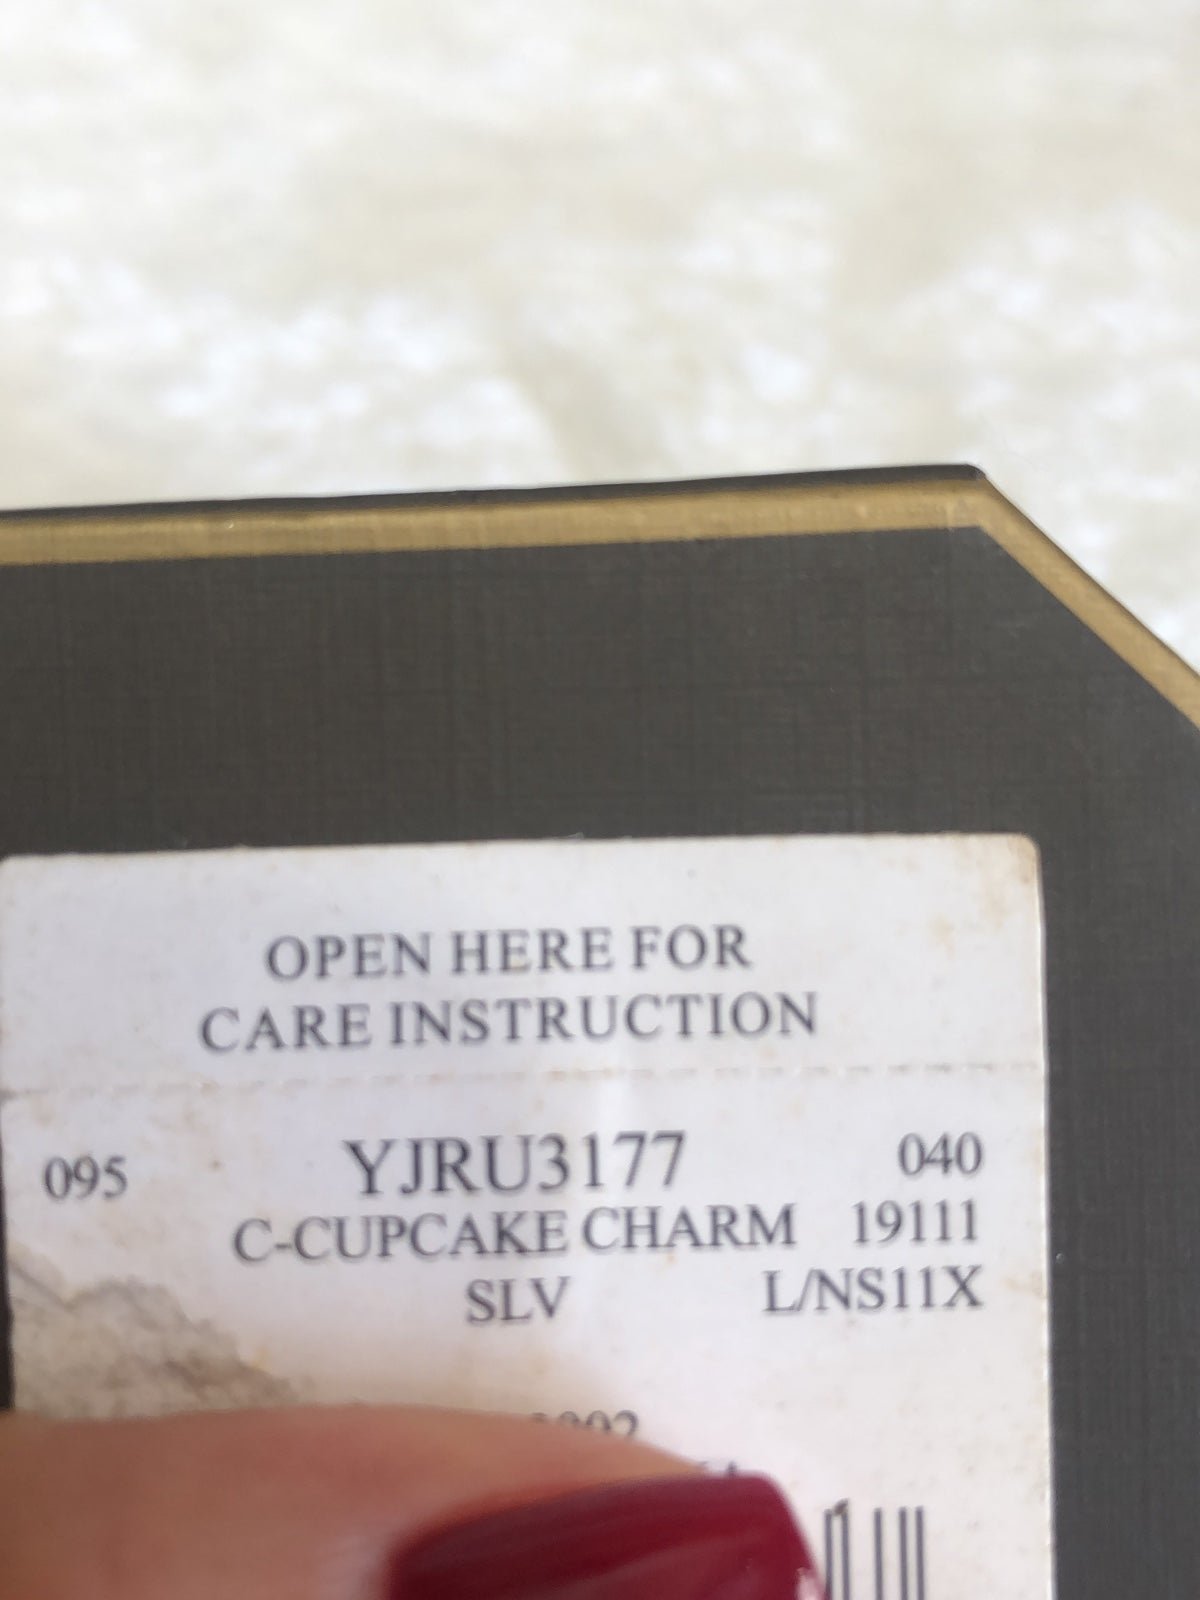 OPEN HERE FOR
CARE INSTRUCTION
095 YJRU3177 040
C-CUPCAKE CHARM 19111
SLV L/NS11X